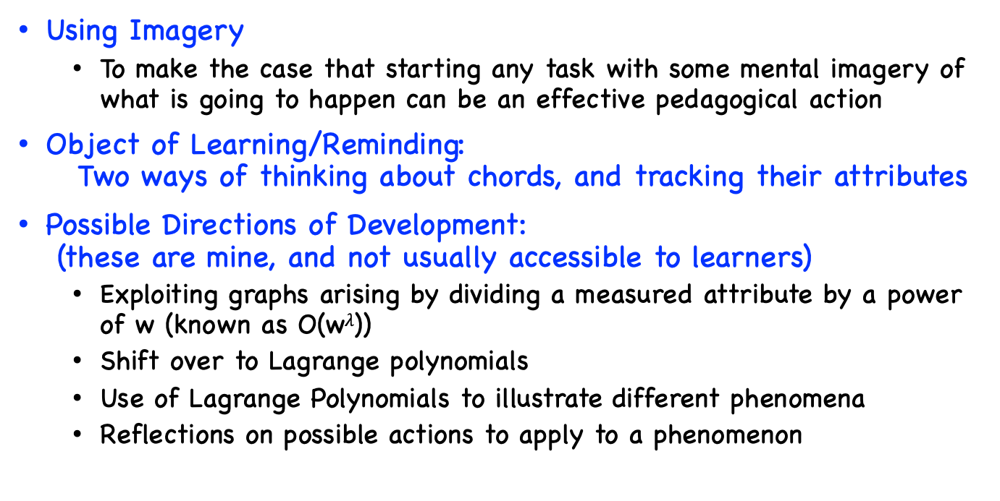 • Using Imagery
• To make the case that starting any task with some mental imagery of
what is going to happen can be an effective pedagogical action
• Object of Learning/Reminding:
Two ways of thinking about chords, and tracking their attributes
• Possible Directions of Development:
(these are mine, and not usually accessible to learners)
• Exploiting graphs arising by dividing a measured attribute by a power
of w (known as O(w^λ))
• Shift over to Lagrange polynomials
• Use of Lagrange Polynomials to illustrate different phenomena
• Reflections on possible actions to apply to a phenomenon